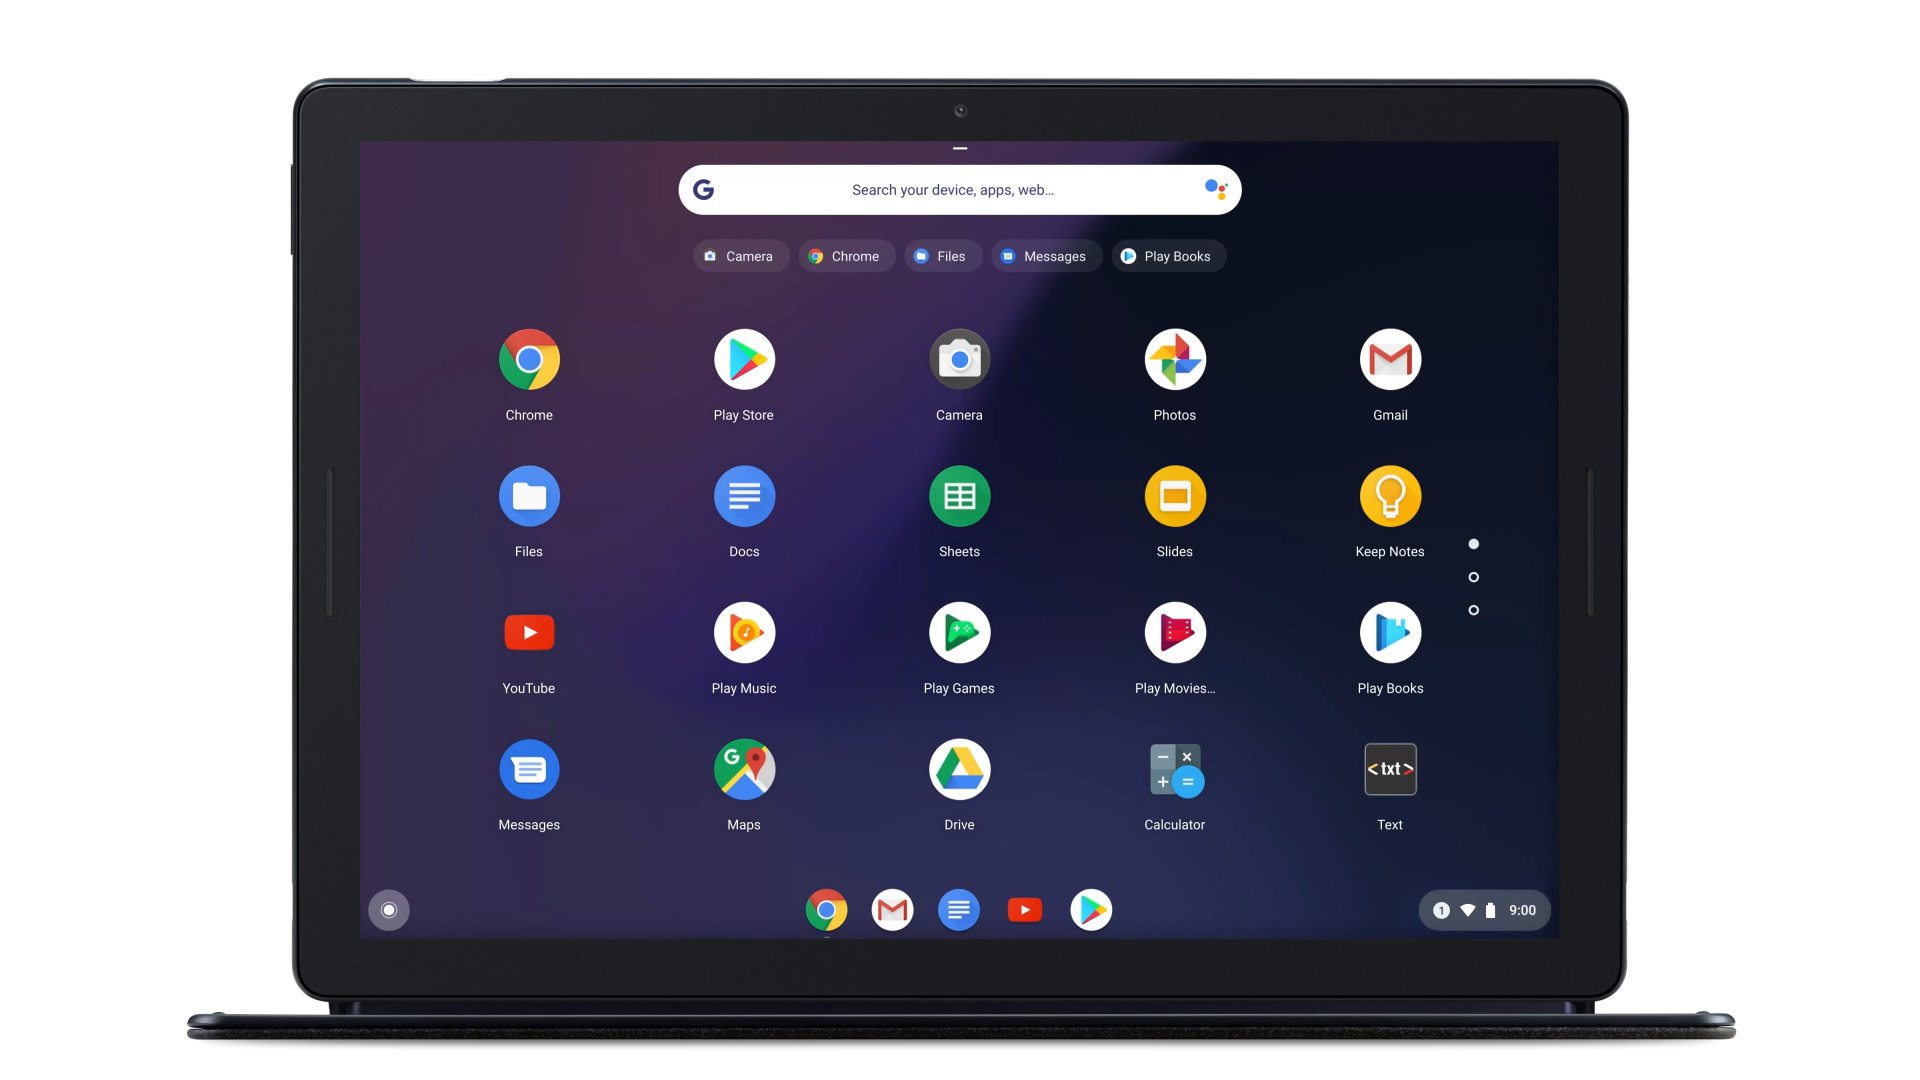 G
Search your device, apps, web...
Camera Chrome Files Messages Play Books
Chrome Play Store Camera Photos Gmail
Files Docs Sheets Slides Keep Notes
YouTube Play Music Play Games Play Movies... Play Books
G
<txt>
Messages Maps Drive Calculator Text
1 9:00